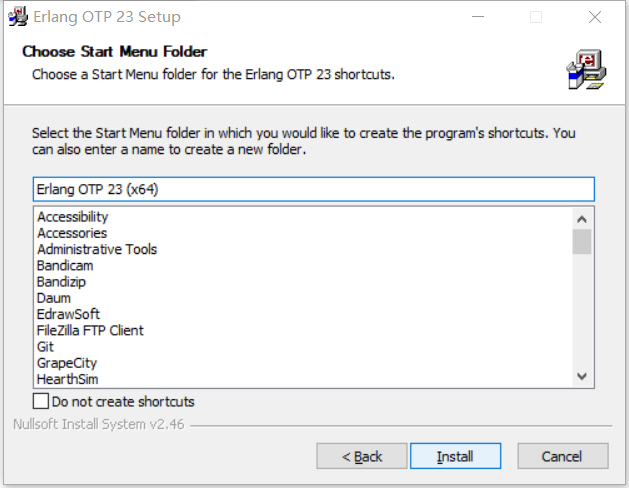 Erlang OTP 23 Setup
Choose Start Menu Folder
Choose a Start Menu folder for the Erlang OTP 23 shortcuts.
Select the Start Menu folder in which you would like to create the program's shortcuts. You
can also enter a name to create a new folder.
Erlang OTP 23 (x64)
Accessibility
Accessories
Administrative Tools
Bandicam
Bandizip
Daum
EdrawSoft
FileZilla FTP Client
Git
GrapeCity
HearthSim
Do not create shortcuts
Nullsoft Install System v2.46
< Back Install Cancel